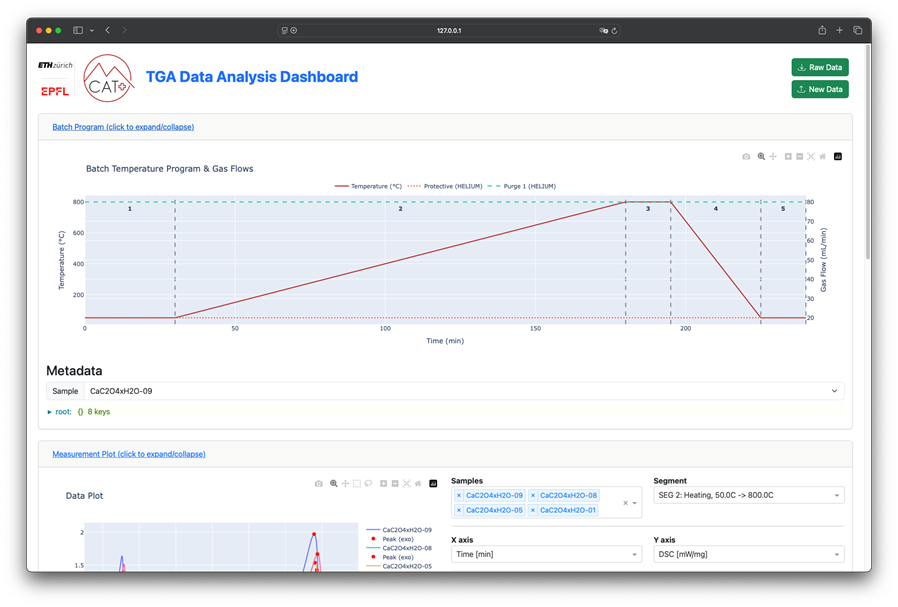 127.0.0.1
ETH zürich
EPFL
CAT+
TGA Data Analysis Dashboard
Raw Data
New Data
Batch Program (click to expand/collapse)
Batch Temperature Program & Gas Flows
Temperature (°C) Protective (HELIUM) Purge 1 (HELIUM)
1 2 3 4 5
800
600
400
200
Temperature (°C)
80
70
60
50
40
30
20
Gas Flow (mL/min)
0 50 100 150 200
Time (min)
Metadata
Sample CaC2O4xH2O-09
▸ root: {} 8 keys
Measurement Plot (click to expand/collapse)
Data Plot
2
1.5
CaC2O4xH2O-09
Peak (exo)
CaC2O4xH2O-08
Peak (exo)
CaC2O4xH2O-05
Samples
× CaC2O4xH2O-09 × CaC2O4xH2O-08
× CaC2O4xH2O-05 × CaC2O4xH2O-01
×
Segment
SEG 2: Heating, 50.0C -> 800.0C
X axis
Time [min]
Y axis
DSC [mW/mg]